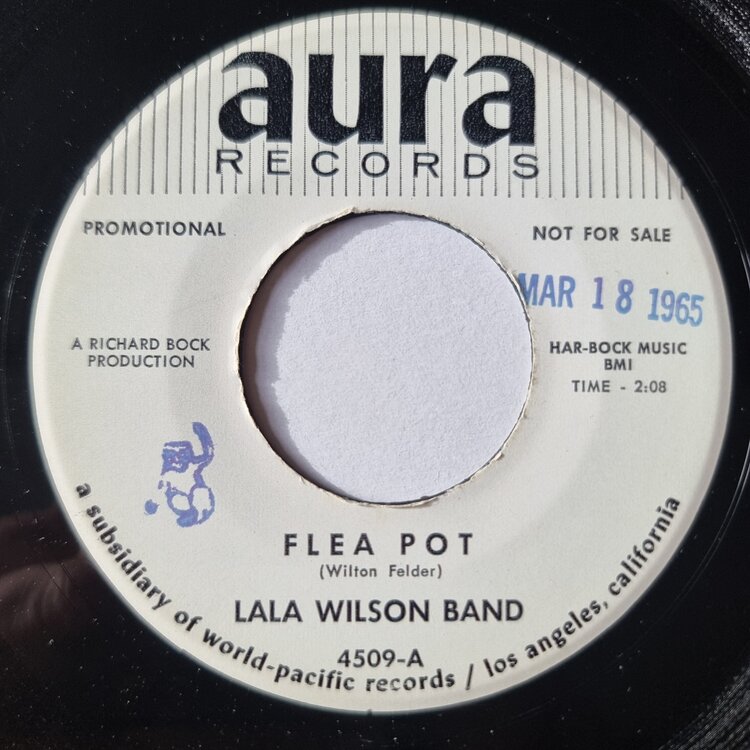 aura
RECORDS
PROMOTIONAL
NOT FOR SALE
MAR 18 1965
A RICHARD BOCK
PRODUCTION
HAR-BOCK MUSIC
BMI
TIME - 2:08
FLEA POT
(Wilton Felder)
LALA WILSON BAND
4509-A
a subsidiary of world-pacific records / los angeles, california